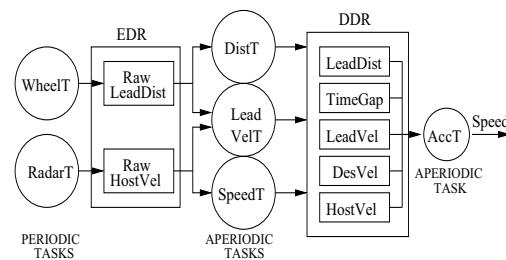 EDR
DDR
WheelT
Raw
LeadDist
RadarT
Raw
HostVel
DistT
Lead
VelT
SpeedT
LeadDist
TimeGap
LeadVel
DesVel
HostVel
AccT
Speed
APERIODIC
TASK
PERIODIC
TASKS
APERIODIC
TASKS